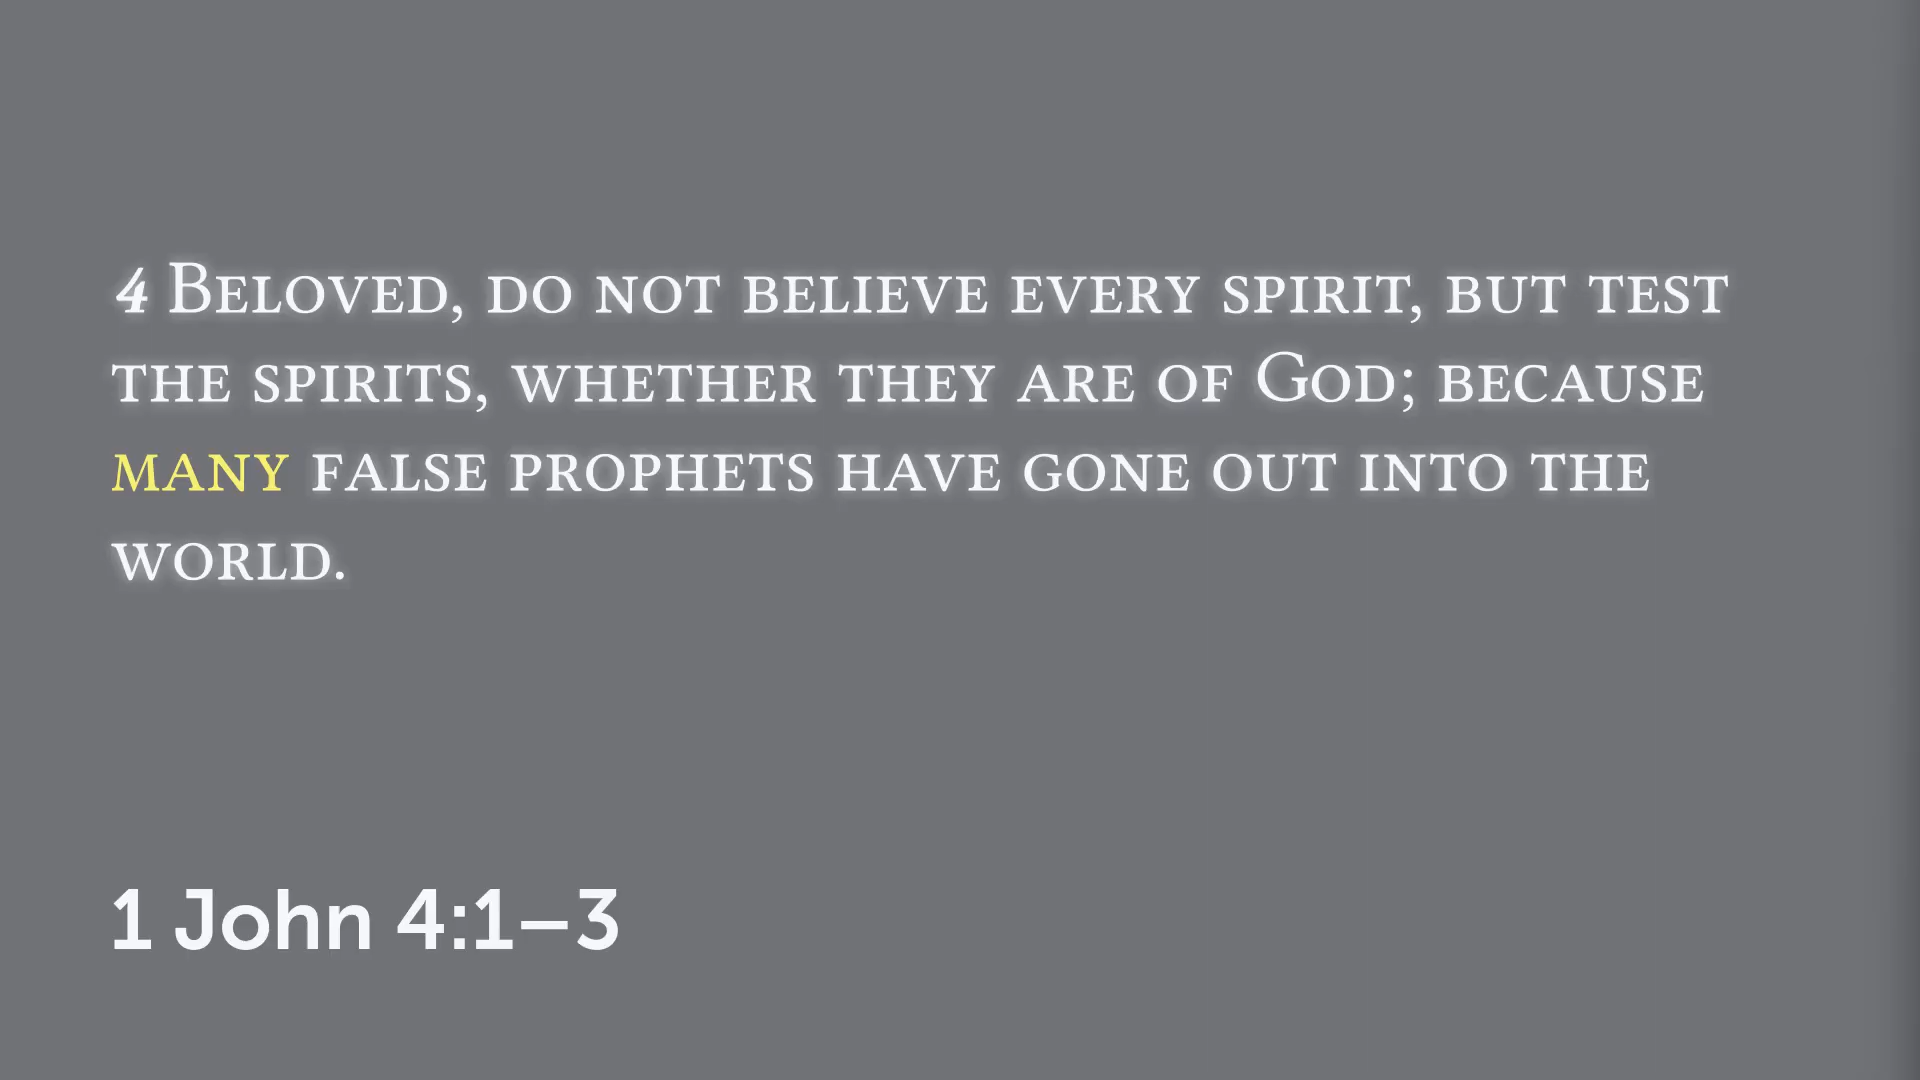 4 Beloved, do not believe every spirit, but test
the spirits, whether they are of God; because
many false prophets have gone out into the
world.
1 John 4:1–3